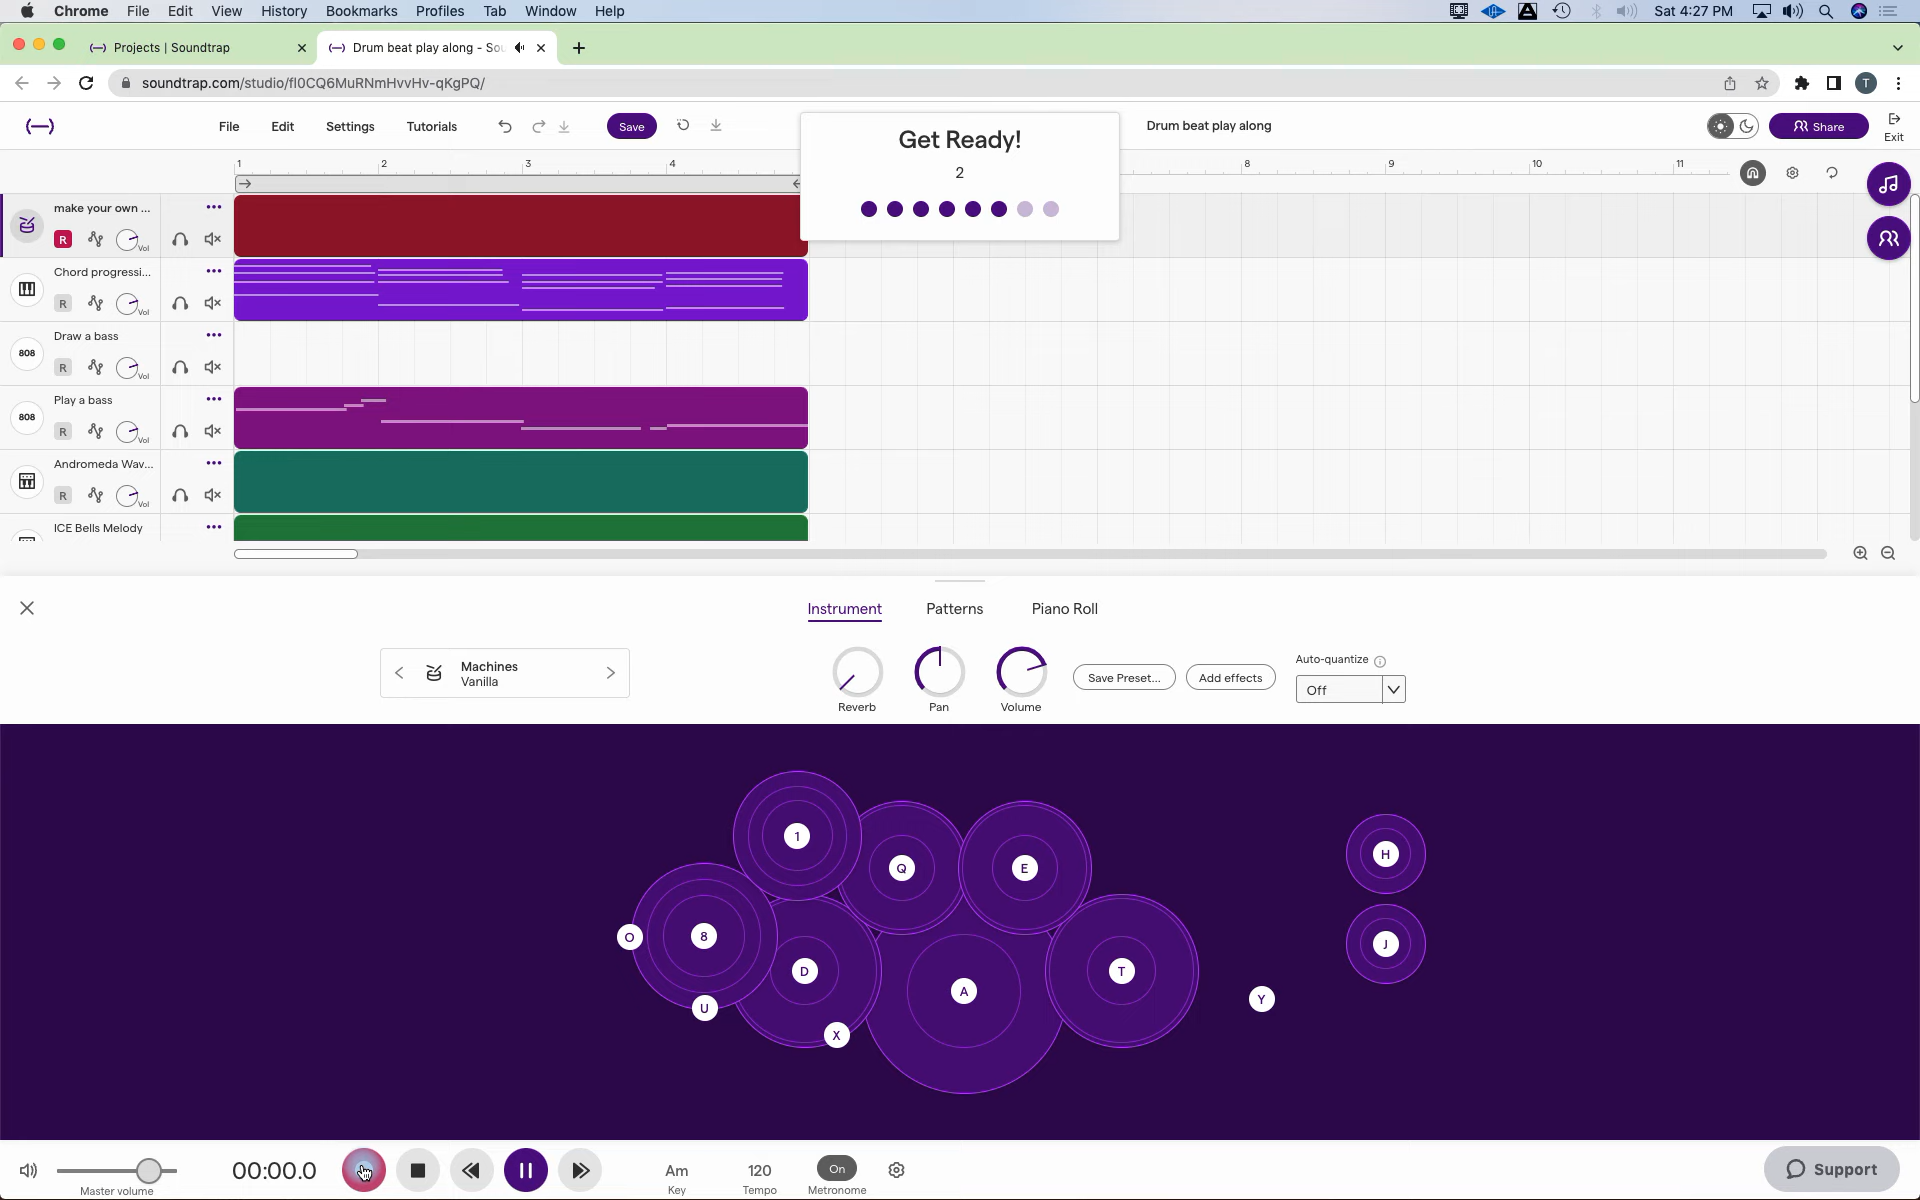 Chrome File Edit View History Bookmarks Profiles Tab Window Help Sat 4:27 PM
Projects | Soundtrap
Drum beat play along - Sou
soundtrap.com/studio/fI0CQ6MuRNmHvvHv-qKgPQ/
T
File Edit Settings Tutorials Save
Get Ready!
2
Drum beat play along
Share
Exit
1 2 3 4 8 9 10 11
make your own ...
R Vol
Chord progressi...
R Vol
Draw a bass
808
R Vol
Play a bass
808
R Vol
Andromeda Wav...
R Vol
ICE Bells Melody
Instrument Patterns Piano Roll
Machines
Vanilla
Reverb Pan Volume
Save Preset...
Add effects
Auto-quantize
Off
1
Q
E
H
O
8
D
A
T
J
U
X
Y
Master volume
00:00.0
Am
Key
120
Tempo
On
Metronome
Support